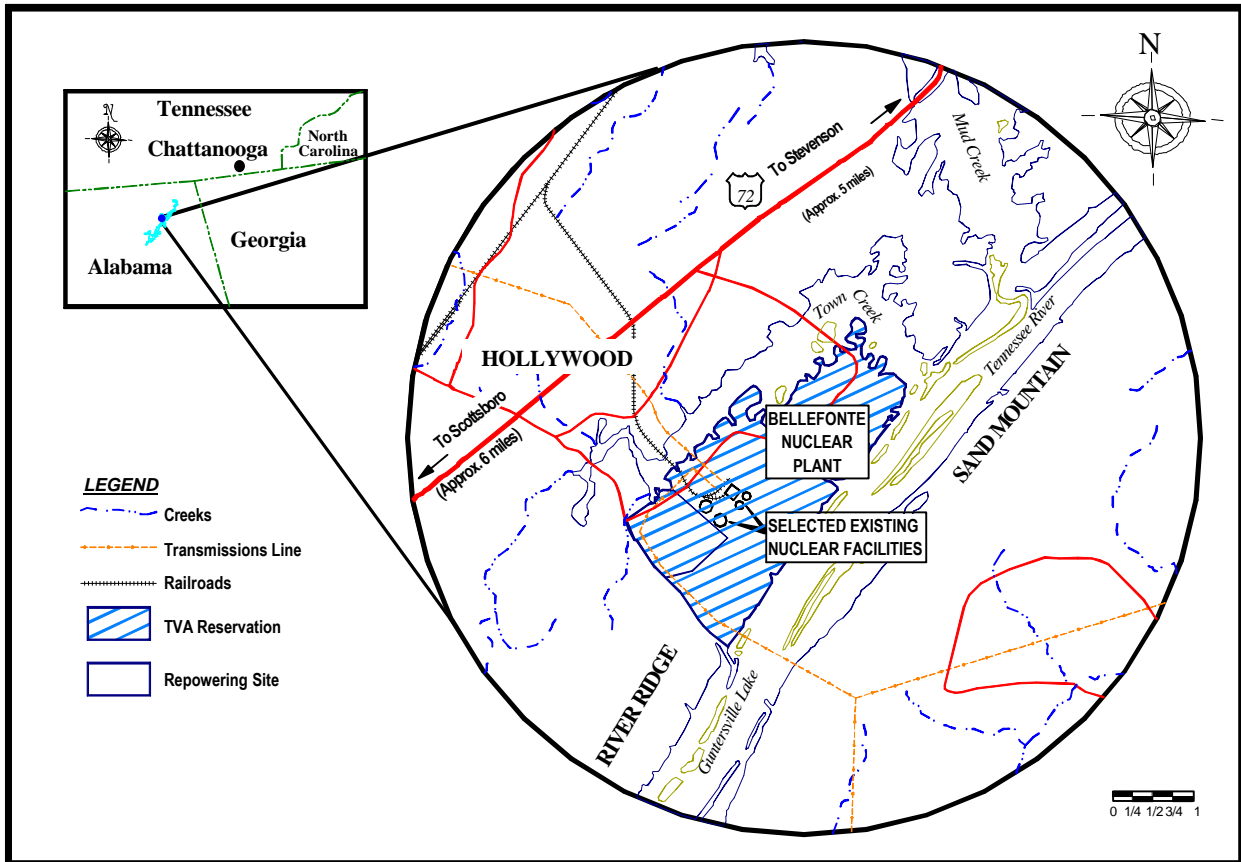 N
Tennessee
North
Carolina
Chattanooga
Georgia
Alabama
N
72
To Stevenson
(Approx. 5 miles)
Mud Creek
Town
Creek
Tennessee River
HOLLYWOOD
To Scottsboro
(Approx. 6 miles)
BELLEFONTE
NUCLEAR
PLANT
SAND MOUNTAIN
SELECTED EXISTING
NUCLEAR FACILITIES
RIVER RIDGE
Guntersville Lake
LEGEND
Creeks
Transmissions Line
Railroads
TVA Reservation
Repowering Site
0 1/4 1/2 3/4 1